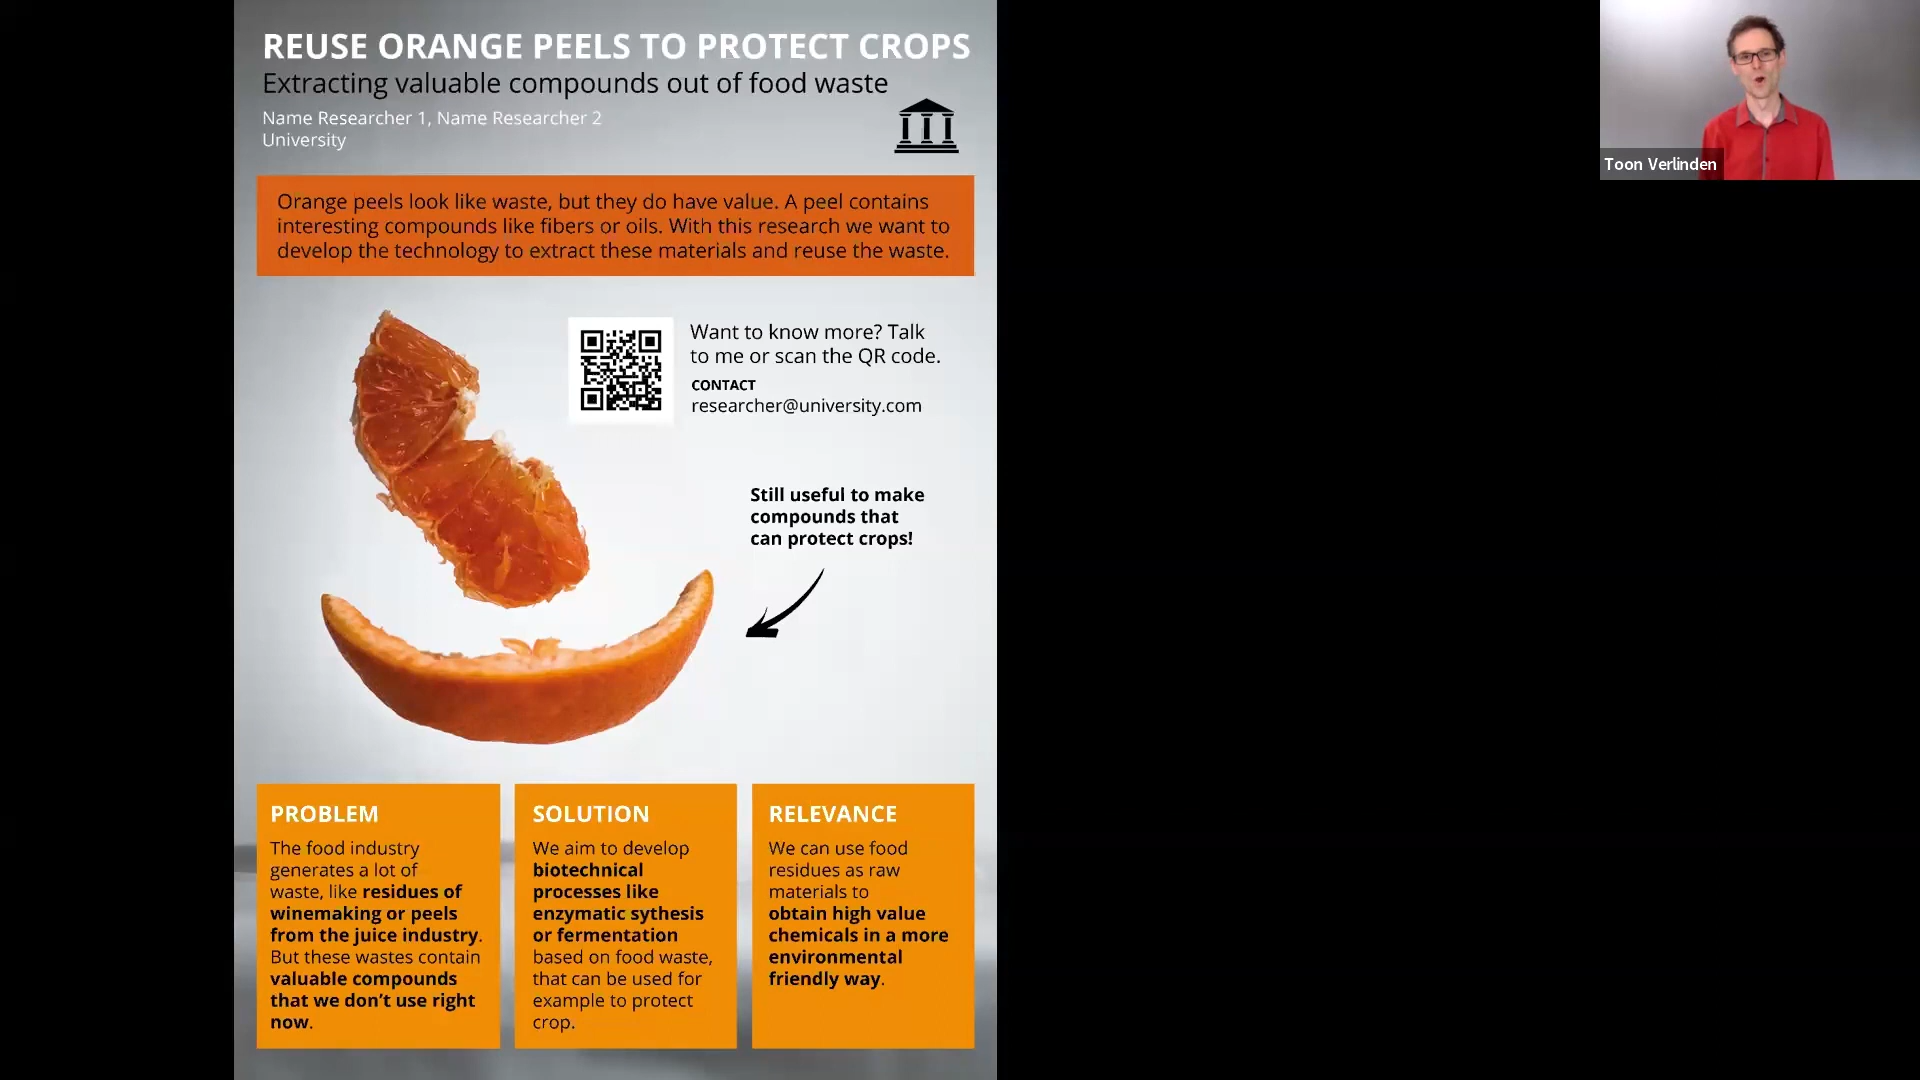 REUSE ORANGE PEELS TO PROTECT CROPS
Extracting valuable compounds out of food waste
Name Researcher 1, Name Researcher 2
University
Orange peels look like waste, but they do have value. A peel contains
interesting compounds like fibers or oils. With this research we want to
develop the technology to extract these materials and reuse the waste.
Want to know more? Talk
to me or scan the QR code.
CONTACT
researcher@university.com
Still useful to make
compounds that
can protect crops!
PROBLEM
The food industry
generates a lot of
waste, like residues of
winemaking or peels
from the juice industry.
But these wastes contain
valuable compounds
that we don't use right
now.
SOLUTION
We aim to develop
biotechnical
processes like
enzymatic sythesis
or fermentation
based on food waste,
that can be used for
example to protect
crop.
RELEVANCE
We can use food
residues as raw
materials to
obtain high value
chemicals in a more
environmental
friendly way.
Toon Verlinden